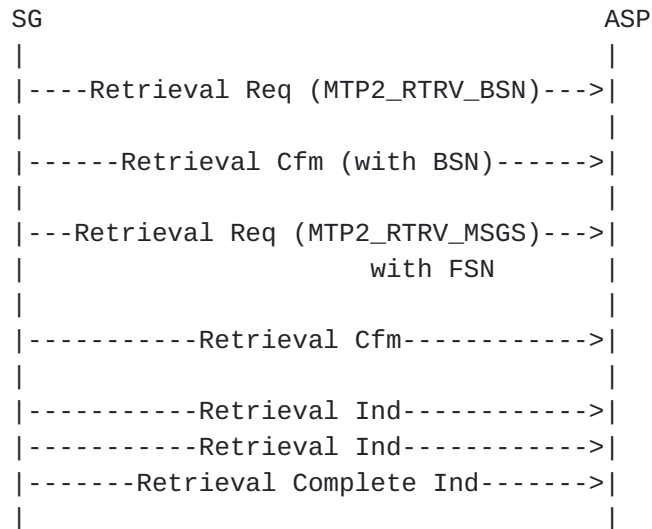 SG                                     ASP
|                                      |
|----Retrieval Req (MTP2_RTRV_BSN)--->|
|                                      |
|------Retrieval Cfm (with BSN)------>|
|                                      |
|---Retrieval Req (MTP2_RTRV_MSGS)--->|
|                      with FSN       |
|                                      |
|-----------Retrieval Cfm------------>|
|                                      |
|-----------Retrieval Ind------------>|
|-----------Retrieval Ind------------>|
|-------Retrieval Complete Ind------->|
|                                      |